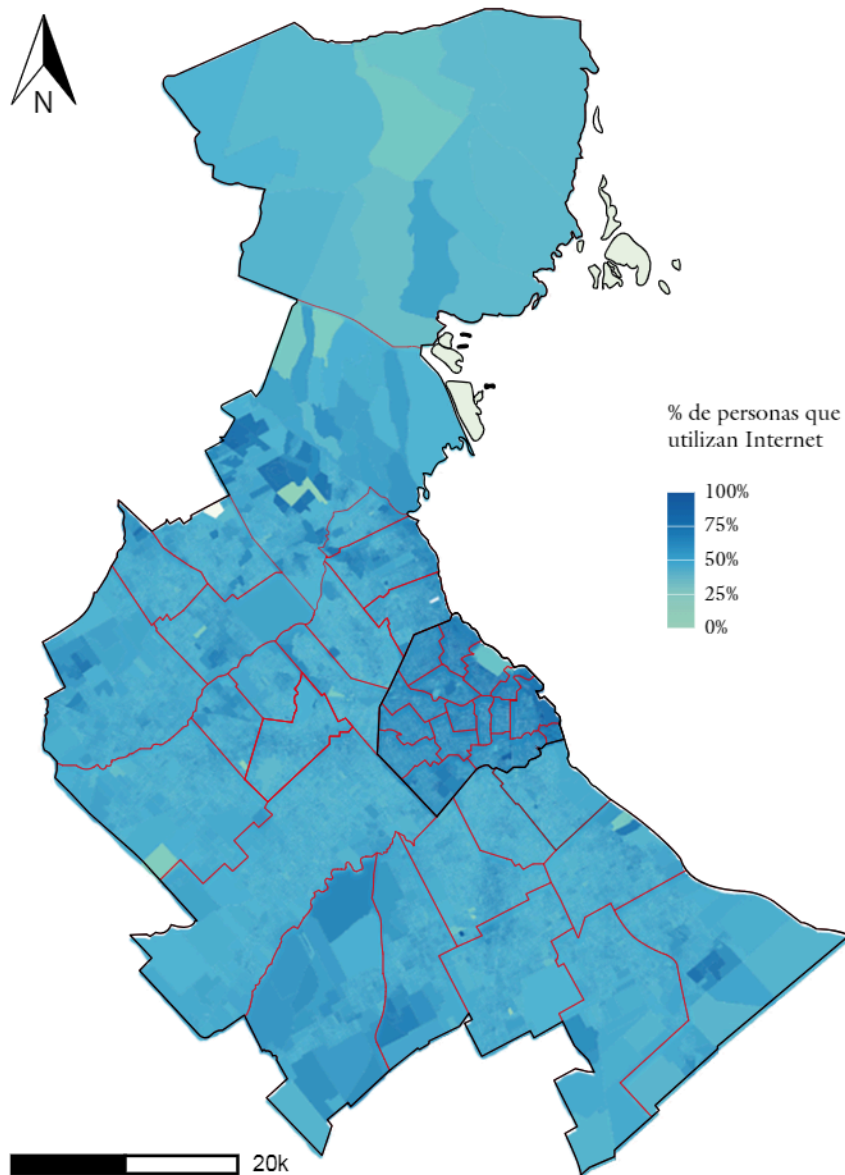 N
% de personas que
utilizan Internet
100%
75%
50%
25%
0%
20k